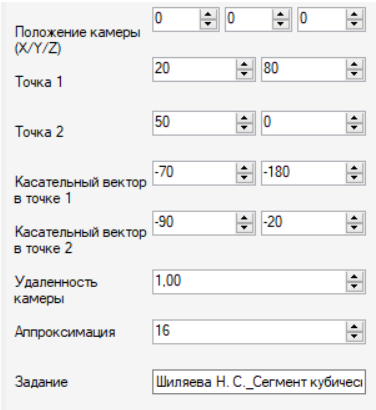 Положение камеры (X/Y/Z) 0 0 0
Точка 1 20 80
Точка 2 50 0
Касательный вектор в точке 1 -70 -180
Касательный вектор в точке 2 -90 -20
Удаленность камеры 1,00
Аппроксимация 16
Задание Шиляева Н. С._Сегмент кубичесı